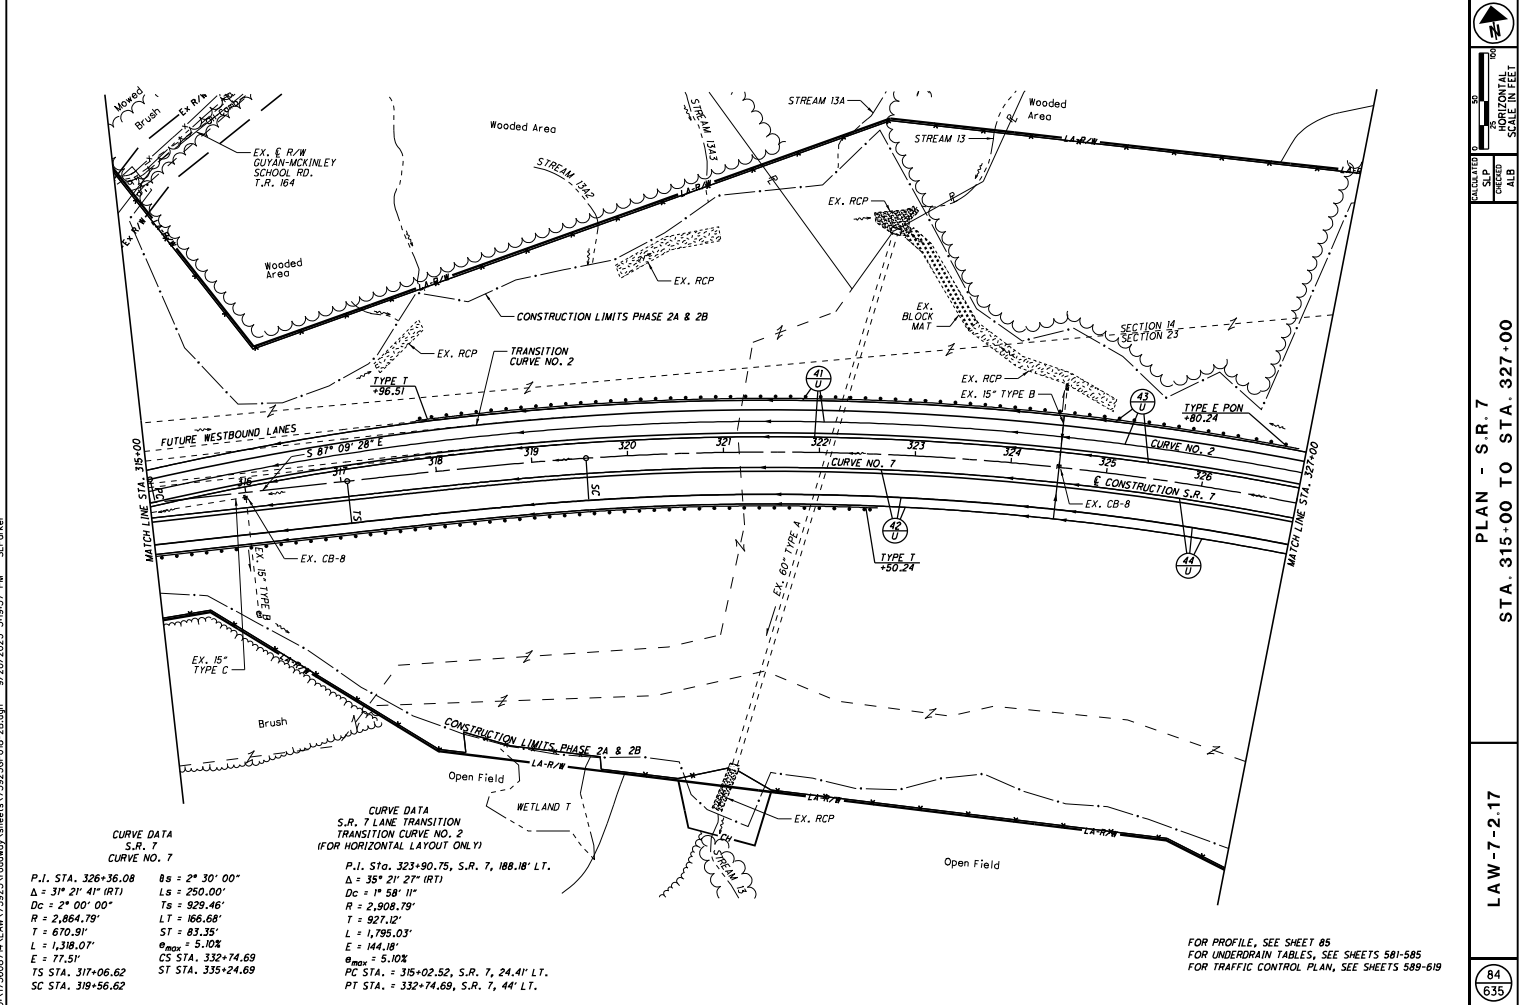 Mowed
Brush
Ex R/W
EX. ℄ R/W
GUYAN-MCKINLEY
SCHOOL RD.
T.R. 164
Ex R/W
Wooded Area
STREAM 13A2
STREAM 13A3
STREAM 13A
STREAM 13
Wooded
Area
LA-R/W
LA-R/W
LA-R/W
Wooded
Area
EX. RCP
EX. RCP
EX. RCP
EX.
BLOCK
MAT
CONSTRUCTION LIMITS PHASE 2A & 2B
TRANSITION
CURVE NO. 2
SECTION 14
SECTION 23
TYPE T
+96.51
EX. RCP
EX. 15" TYPE B
41
U
43
U
TYPE E PON
+80.24
FUTURE WESTBOUND LANES
S 87° 09' 28" E
CURVE NO. 2
MATCH LINE STA. 315+00
PC
316
317
318
319
320
321
322
323
324
325
326
CURVE NO. 7
℄ CONSTRUCTION S.R. 7
TS
SC
EX. CB-8
EX. CB-8
42
U
44
U
TYPE T
+50.24
MATCH LINE STA. 327+00
EX. 15" TYPE B
EX. 60" TYPE A
EX. 15"
TYPE C
LA-R/W
Brush
CONSTRUCTION LIMITS PHASE 2A & 2B
LA-R/W
Open Field
WETLAND T
EX. RCP
CH
STREAM 13
LA-R/W
LA-R/W
Open Field
CURVE DATA
S.R. 7
CURVE NO. 7
P.I. STA. 326+36.08
Δ = 31° 21' 41" (RT)
Dc = 2° 00' 00"
R = 2,864.79'
T = 670.91'
L = 1,318.07'
E = 77.51'
TS STA. 317+06.62
SC STA. 319+56.62
θs = 2° 30' 00"
Ls = 250.00'
Ts = 929.46'
LT = 166.68'
ST = 83.35'
emax = 5.10%
CS STA. 332+74.69
ST STA. 335+24.69
CURVE DATA
S.R. 7 LANE TRANSITION
TRANSITION CURVE NO. 2
(FOR HORIZONTAL LAYOUT ONLY)
P.I. Sta. 323+90.75, S.R. 7, 188.18' LT.
Δ = 35° 21' 27" (RT)
Dc = 1° 58' 11"
R = 2,908.79'
T = 927.12'
L = 1,795.03'
E = 144.18'
emax = 5.10%
PC STA. = 315+02.52, S.R. 7, 24.41' LT.
PT STA. = 332+74.69, S.R. 7, 44' LT.
FOR PROFILE, SEE SHEET 85
FOR UNDERDRAIN TABLES, SEE SHEETS 581-585
FOR TRAFFIC CONTROL PLAN, SEE SHEETS 589-619
N
0
25
50
100
HORIZONTAL
SCALE IN FEET
CALCULATED
SLP
CHECKED
ALB
PLAN - S.R. 7
STA. 315+00 TO STA. 327+00
LAW-7-2.17
84
635